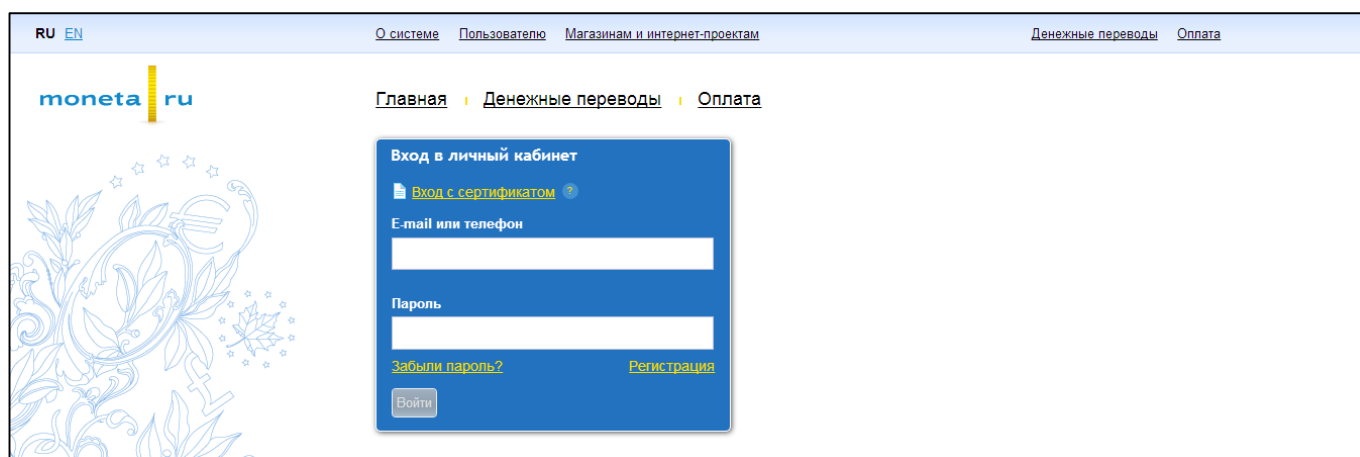 RU EN О системе Пользователю Магазинам и интернет-проектам Денежные переводы Оплата
moneta ru
Главная Денежные переводы Оплата
Вход в личный кабинет
Вход с сертификатом ?
E-mail или телефон
Пароль
Забыли пароль? Регистрация
Войти